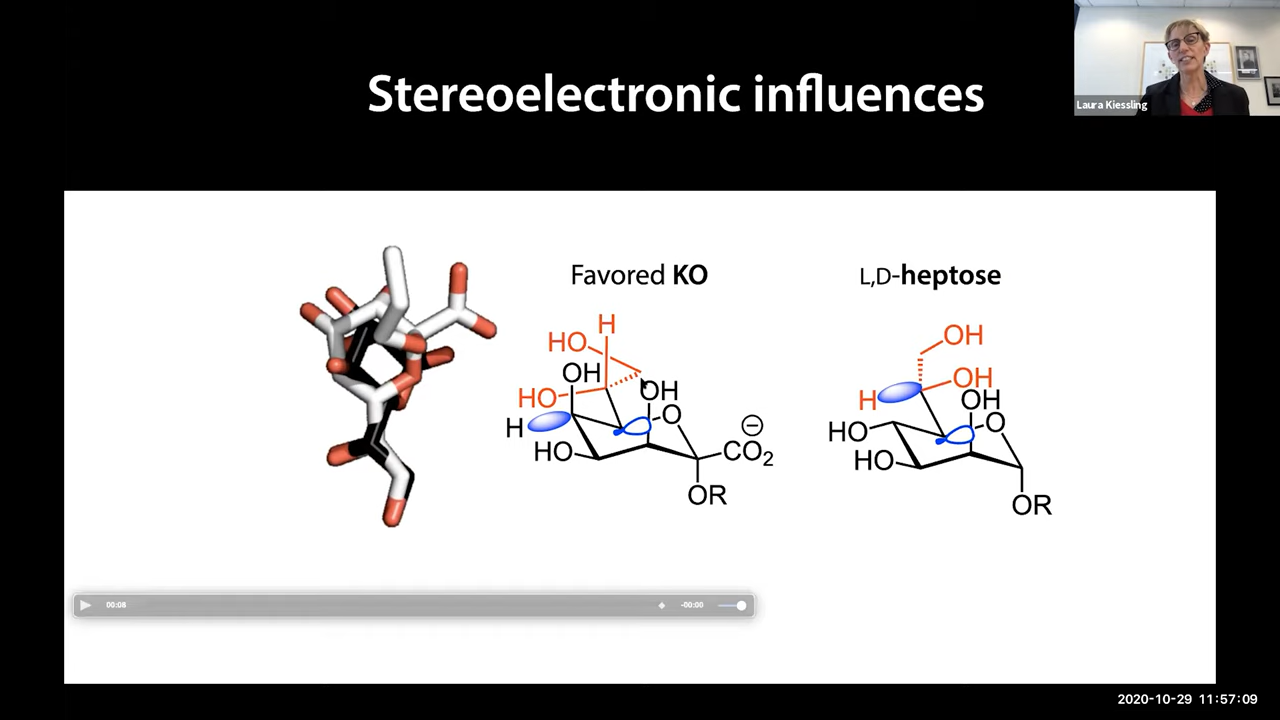 Laura Kiessling
Stereoelectronic influences
Favored KO
L,D-heptose
H
HO
OH
HO
OH
O
H
HO
CO2
⊖
OR
OH
H
OH
OH
HO
O
HO
OR
00:08
-00:00
2020-10-29 11:57:09